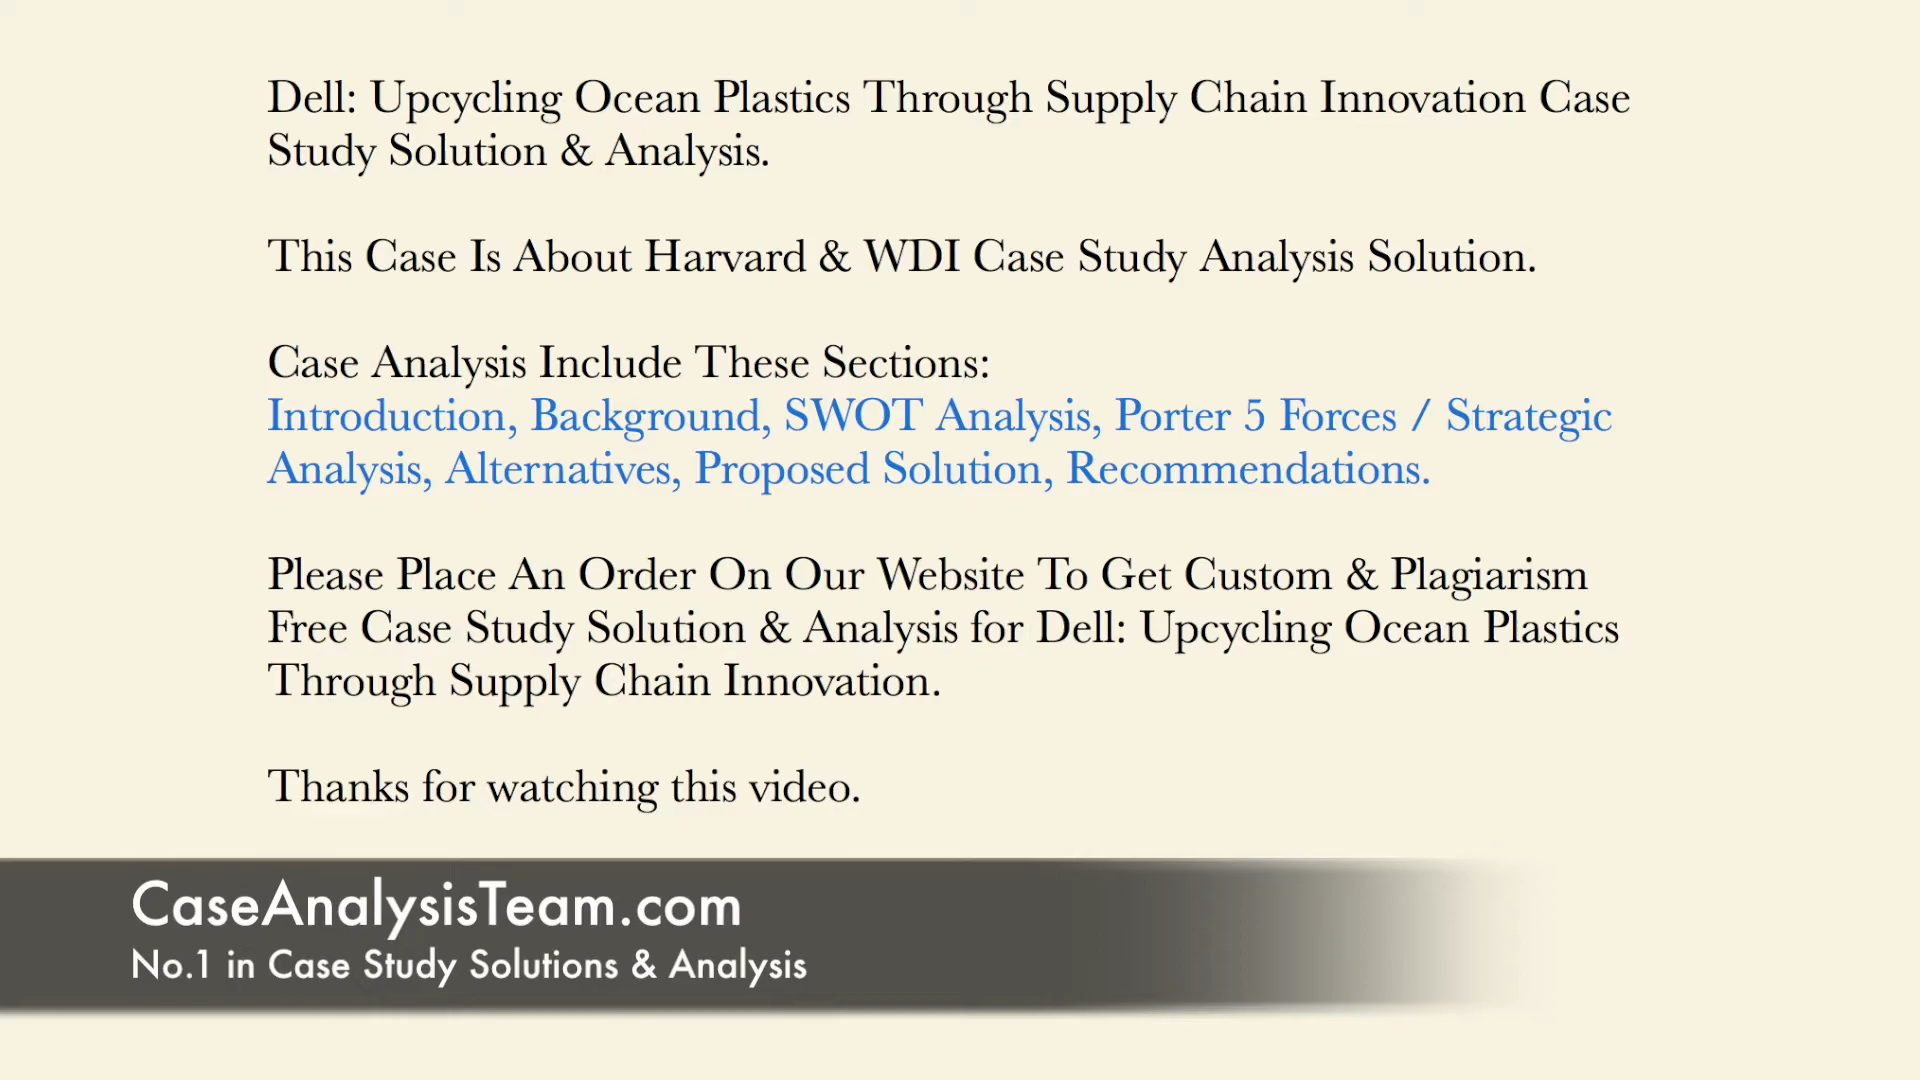 Dell: Upcycling Ocean Plastics Through Supply Chain Innovation Case
Study Solution & Analysis.
This Case Is About Harvard & WDI Case Study Analysis Solution.
Case Analysis Include These Sections:
Introduction, Background, SWOT Analysis, Porter 5 Forces / Strategic
Analysis, Alternatives, Proposed Solution, Recommendations.
Please Place An Order On Our Website To Get Custom & Plagiarism
Free Case Study Solution & Analysis for Dell: Upcycling Ocean Plastics
Through Supply Chain Innovation.
Thanks for watching this video.
CaseAnalysisTeam.com
No.1 in Case Study Solutions & Analysis